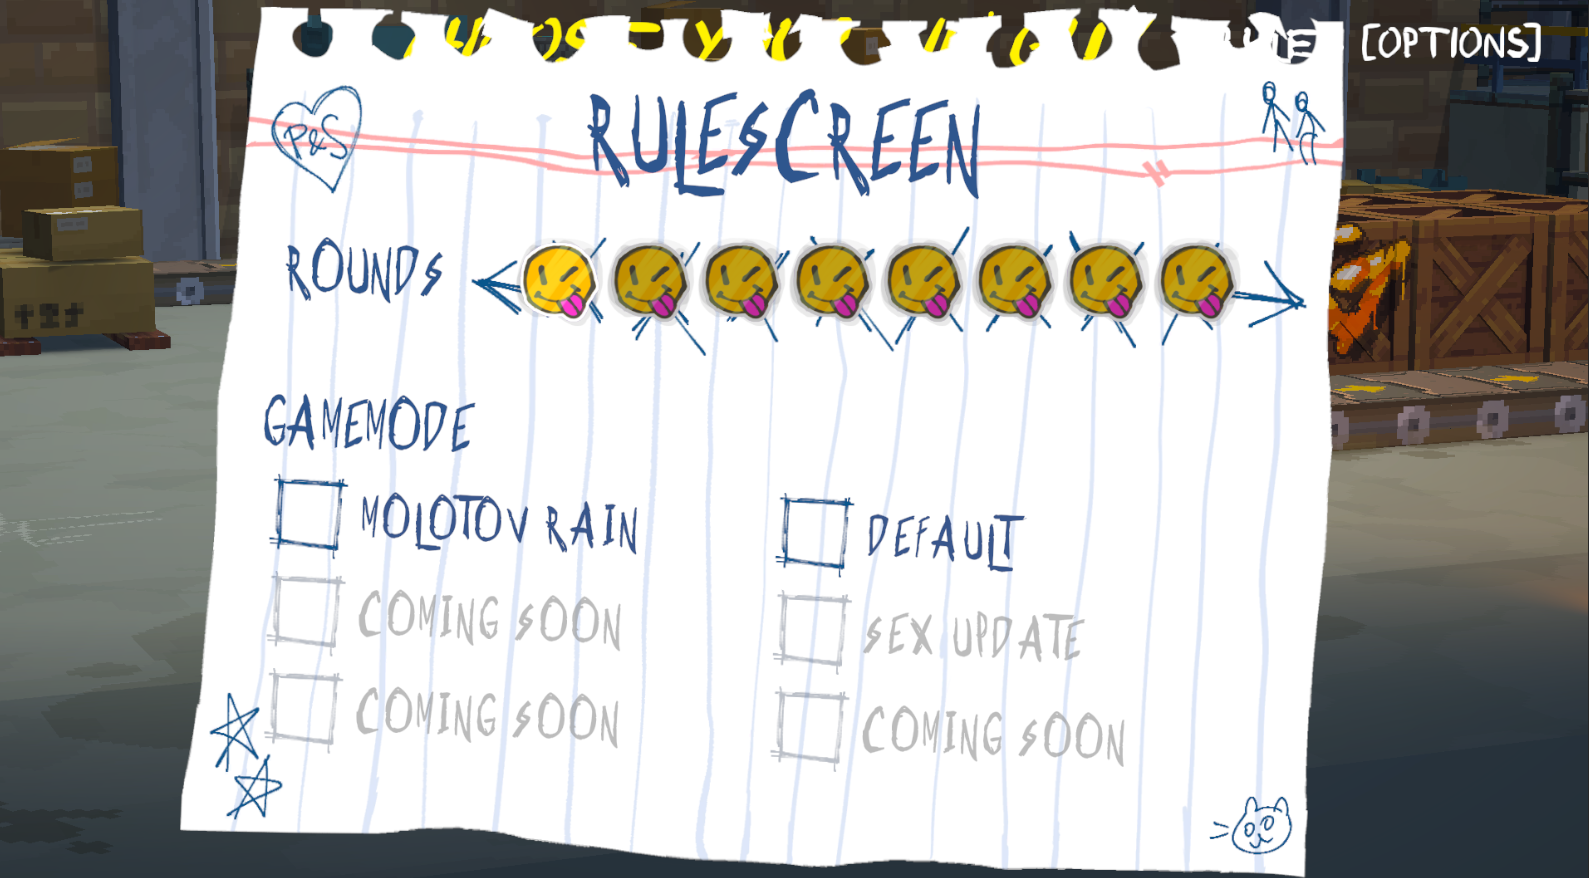 [OPTIONS]
P&S
RULESCREEN
ROUNDS
GAMEMODE
MOLOTOV RAIN
DEFAULT
COMING SOON
SEX UPDATE
COMING SOON
COMING SOON